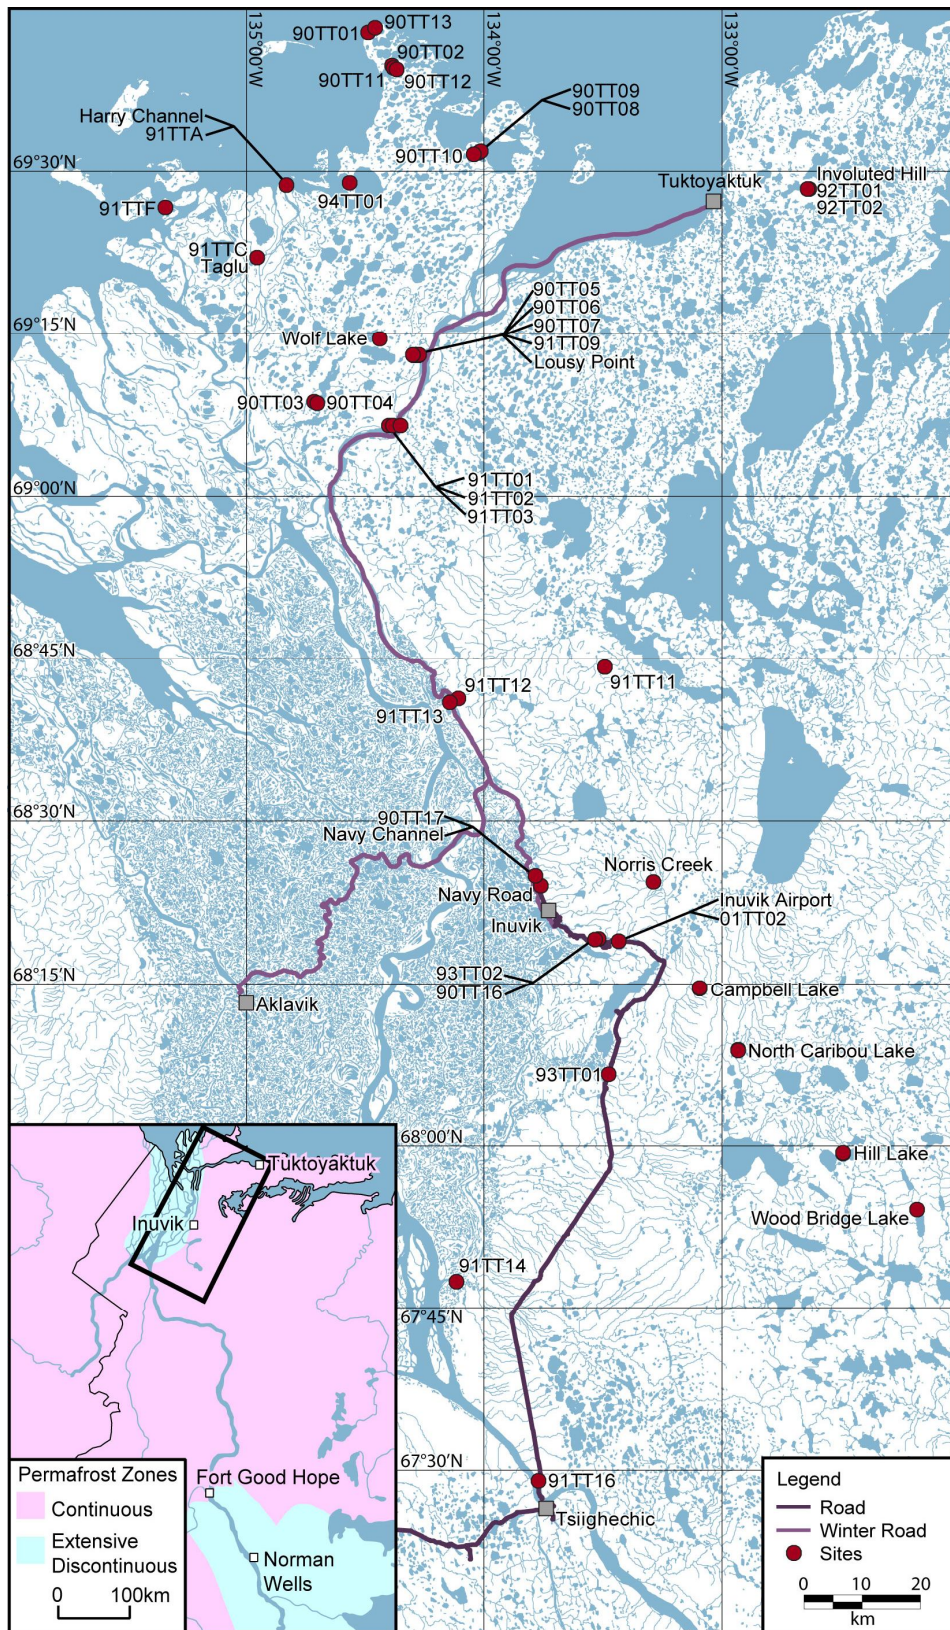 135°00'W
134°00'W
133°00'W
90TT13
90TT01
90TT02
90TT11
90TT12
90TT09
90TT08
Harry Channel
91TTA
90TT10
69°30'N
Involuted Hill
92TT01
92TT02
Tuktoyaktuk
94TT01
91TTF
91TTC
Taglu
90TT05
90TT06
90TT07
91TT09
Lousy Point
69°15'N
Wolf Lake
90TT03
90TT04
91TT01
91TT02
91TT03
69°00'N
68°45'N
91TT12
91TT11
91TT13
68°30'N
90TT17
Navy Channel
Norris Creek
Navy Road
Inuvik
Inuvik Airport
01TT02
93TT02
90TT16
68°15'N
Aklavik
Campbell Lake
North Caribou Lake
93TT01
68°00'N
Hill Lake
Wood Bridge Lake
91TT14
67°45'N
67°30'N
91TT16
Tsiighechic
Tuktoyaktuk
Inuvik
Fort Good Hope
Norman
Wells
Permafrost Zones
Continuous
Extensive
Discontinuous
0 100km
Legend
Road
Winter Road
Sites
0 10 20
km